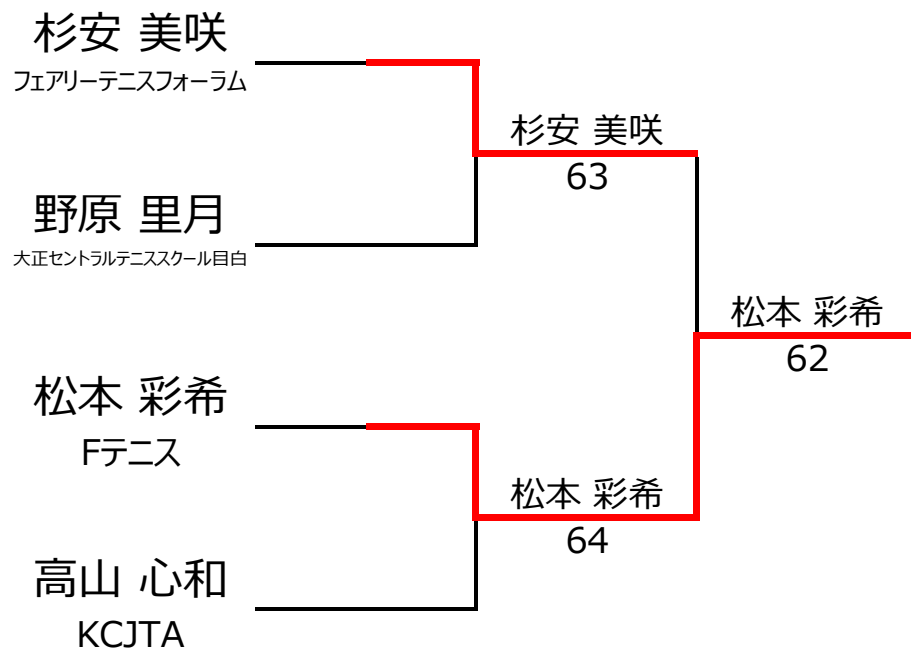 杉安 美咲
フェアリーテニスフォーラム
杉安 美咲
63
野原 里月
大正セントラルテニススクール目白
松本 彩希
62
松本 彩希
Fテニス
松本 彩希
64
高山 心和
KCJTA